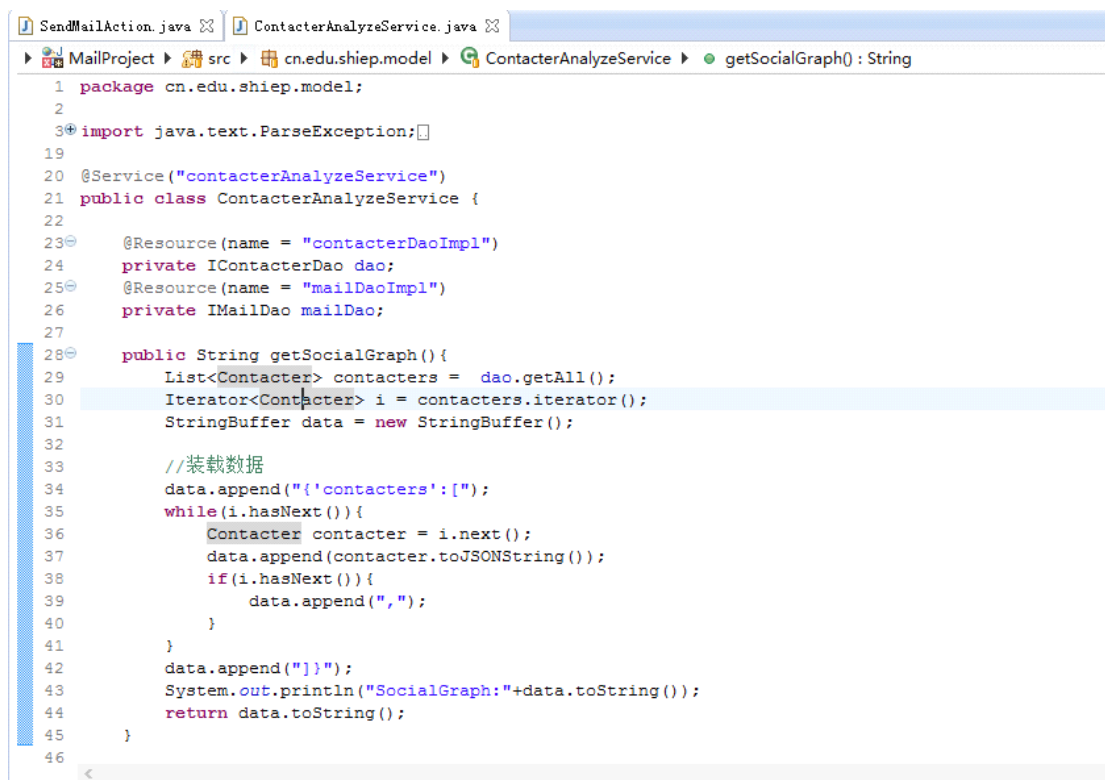 SendMailAction.java ContacterAnalyzeService.java
MailProject src cn.edu.shiep.model ContacterAnalyzeService getSocialGraph() : String
1 package cn.edu.shiep.model;
2
3 import java.text.ParseException;
19
20 @Service("contacterAnalyzeService")
21 public class ContacterAnalyzeService {
22
23 @Resource(name = "contacterDaoImpl")
24 private IContacterDao dao;
25 @Resource(name = "mailDaoImpl")
26 private IMailDao mailDao;
27
28 public String getSocialGraph(){
29 List<Contacter> contacters =  dao.getAll();
30 Iterator<Contacter> i = contacters.iterator();
31 StringBuffer data = new StringBuffer();
32
33 //装载数据
34 data.append("{'contacters':[");
35 while(i.hasNext()){
36 Contacter contacter = i.next();
37 data.append(contacter.toJSONString());
38 if(i.hasNext()){
39 data.append(",");
40 }
41 }
42 data.append("]}");
43 System.out.println("SocialGraph:"+data.toString());
44 return data.toString();
45 }
46